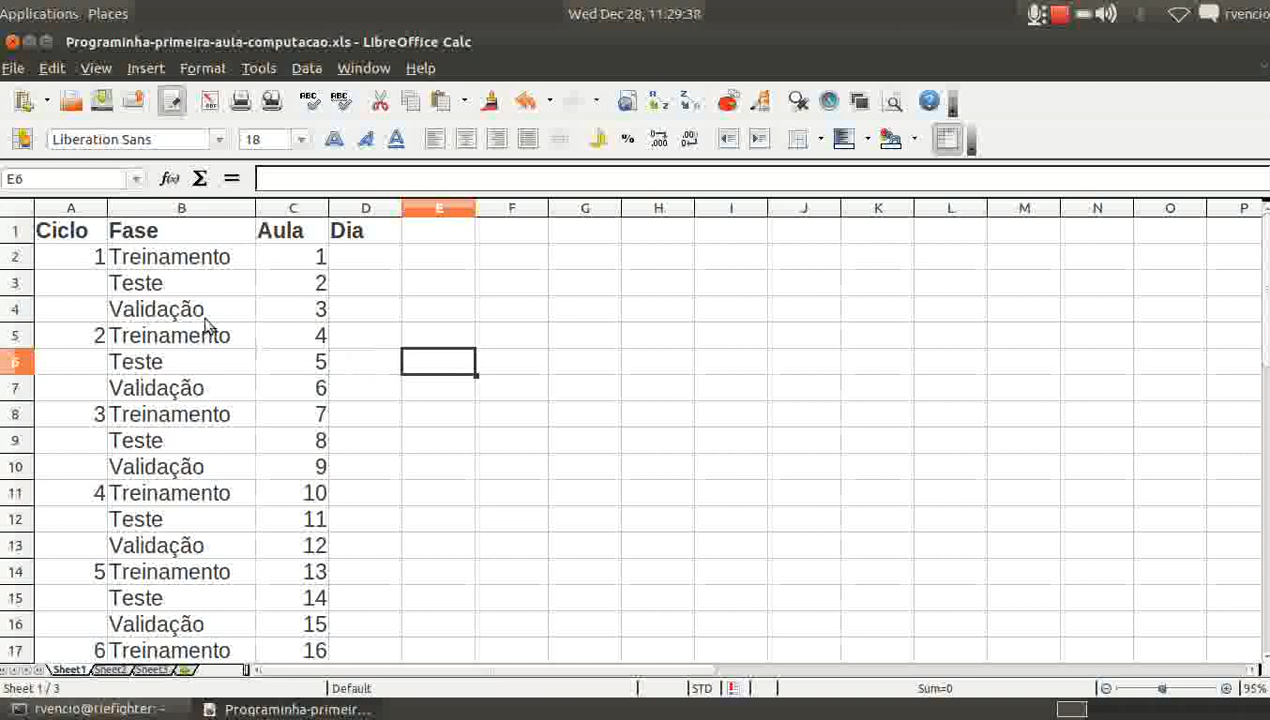 Applications Places Wed Dec 28, 11:29:38 rvencio
Programinha-primeira-aula-computacao.xls - LibreOffice Calc
File Edit View Insert Format Tools Data Window Help
ABC ABC
Liberation Sans 18 %
E6 f(x) Σ =
A B C D E F G H I J K L M N O P
1 Ciclo Fase Aula Dia
2 1 Treinamento 1
3 Teste 2
4 Validação 3
5 2 Treinamento 4
6 Teste 5
7 Validação 6
8 3 Treinamento 7
9 Teste 8
10 Validação 9
11 4 Treinamento 10
12 Teste 11
13 Validação 12
14 5 Treinamento 13
15 Teste 14
16 Validação 15
17 6 Treinamento 16
Sheet1 Sheet2 Sheet3
Sheet 1 / 3 Default STD Sum=0 95%
rvencio@tiefighter: ~ Programinha-primeir...